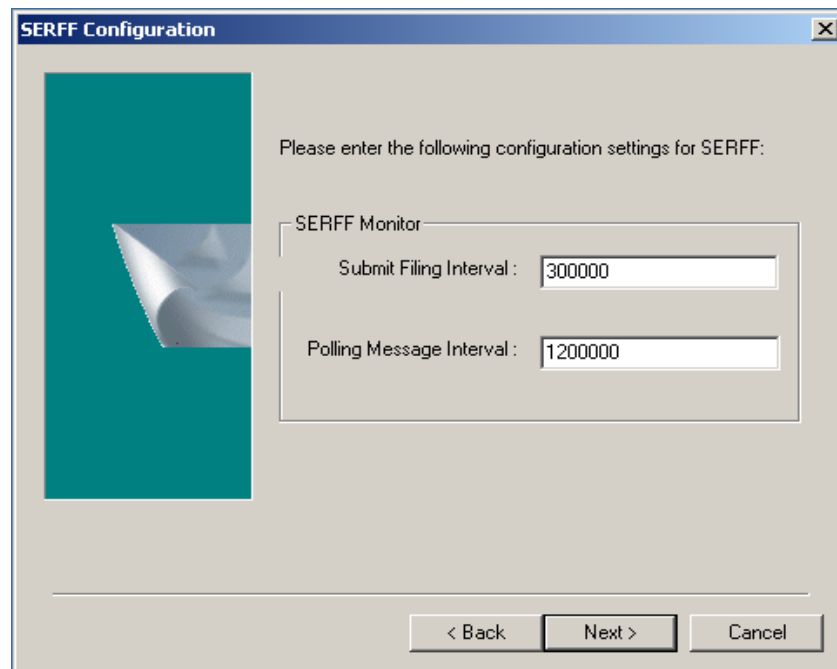 SERFF Configuration
Please enter the following configuration settings for SERFF:
SERFF Monitor
Submit Filing Interval :
300000
Polling Message Interval :
1200000
< Back
Next >
Cancel